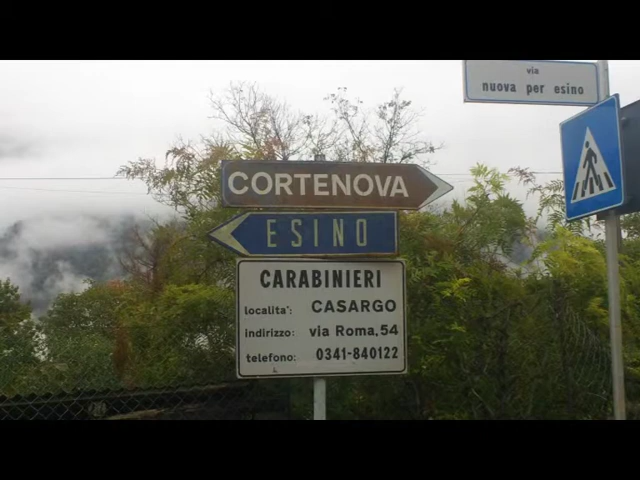 via
nuova per esino
CORTENOVA
ESINO
CARABINIERI
localita': CASARGO
indirizzo: via Roma, 54
telefono: 0341-840122